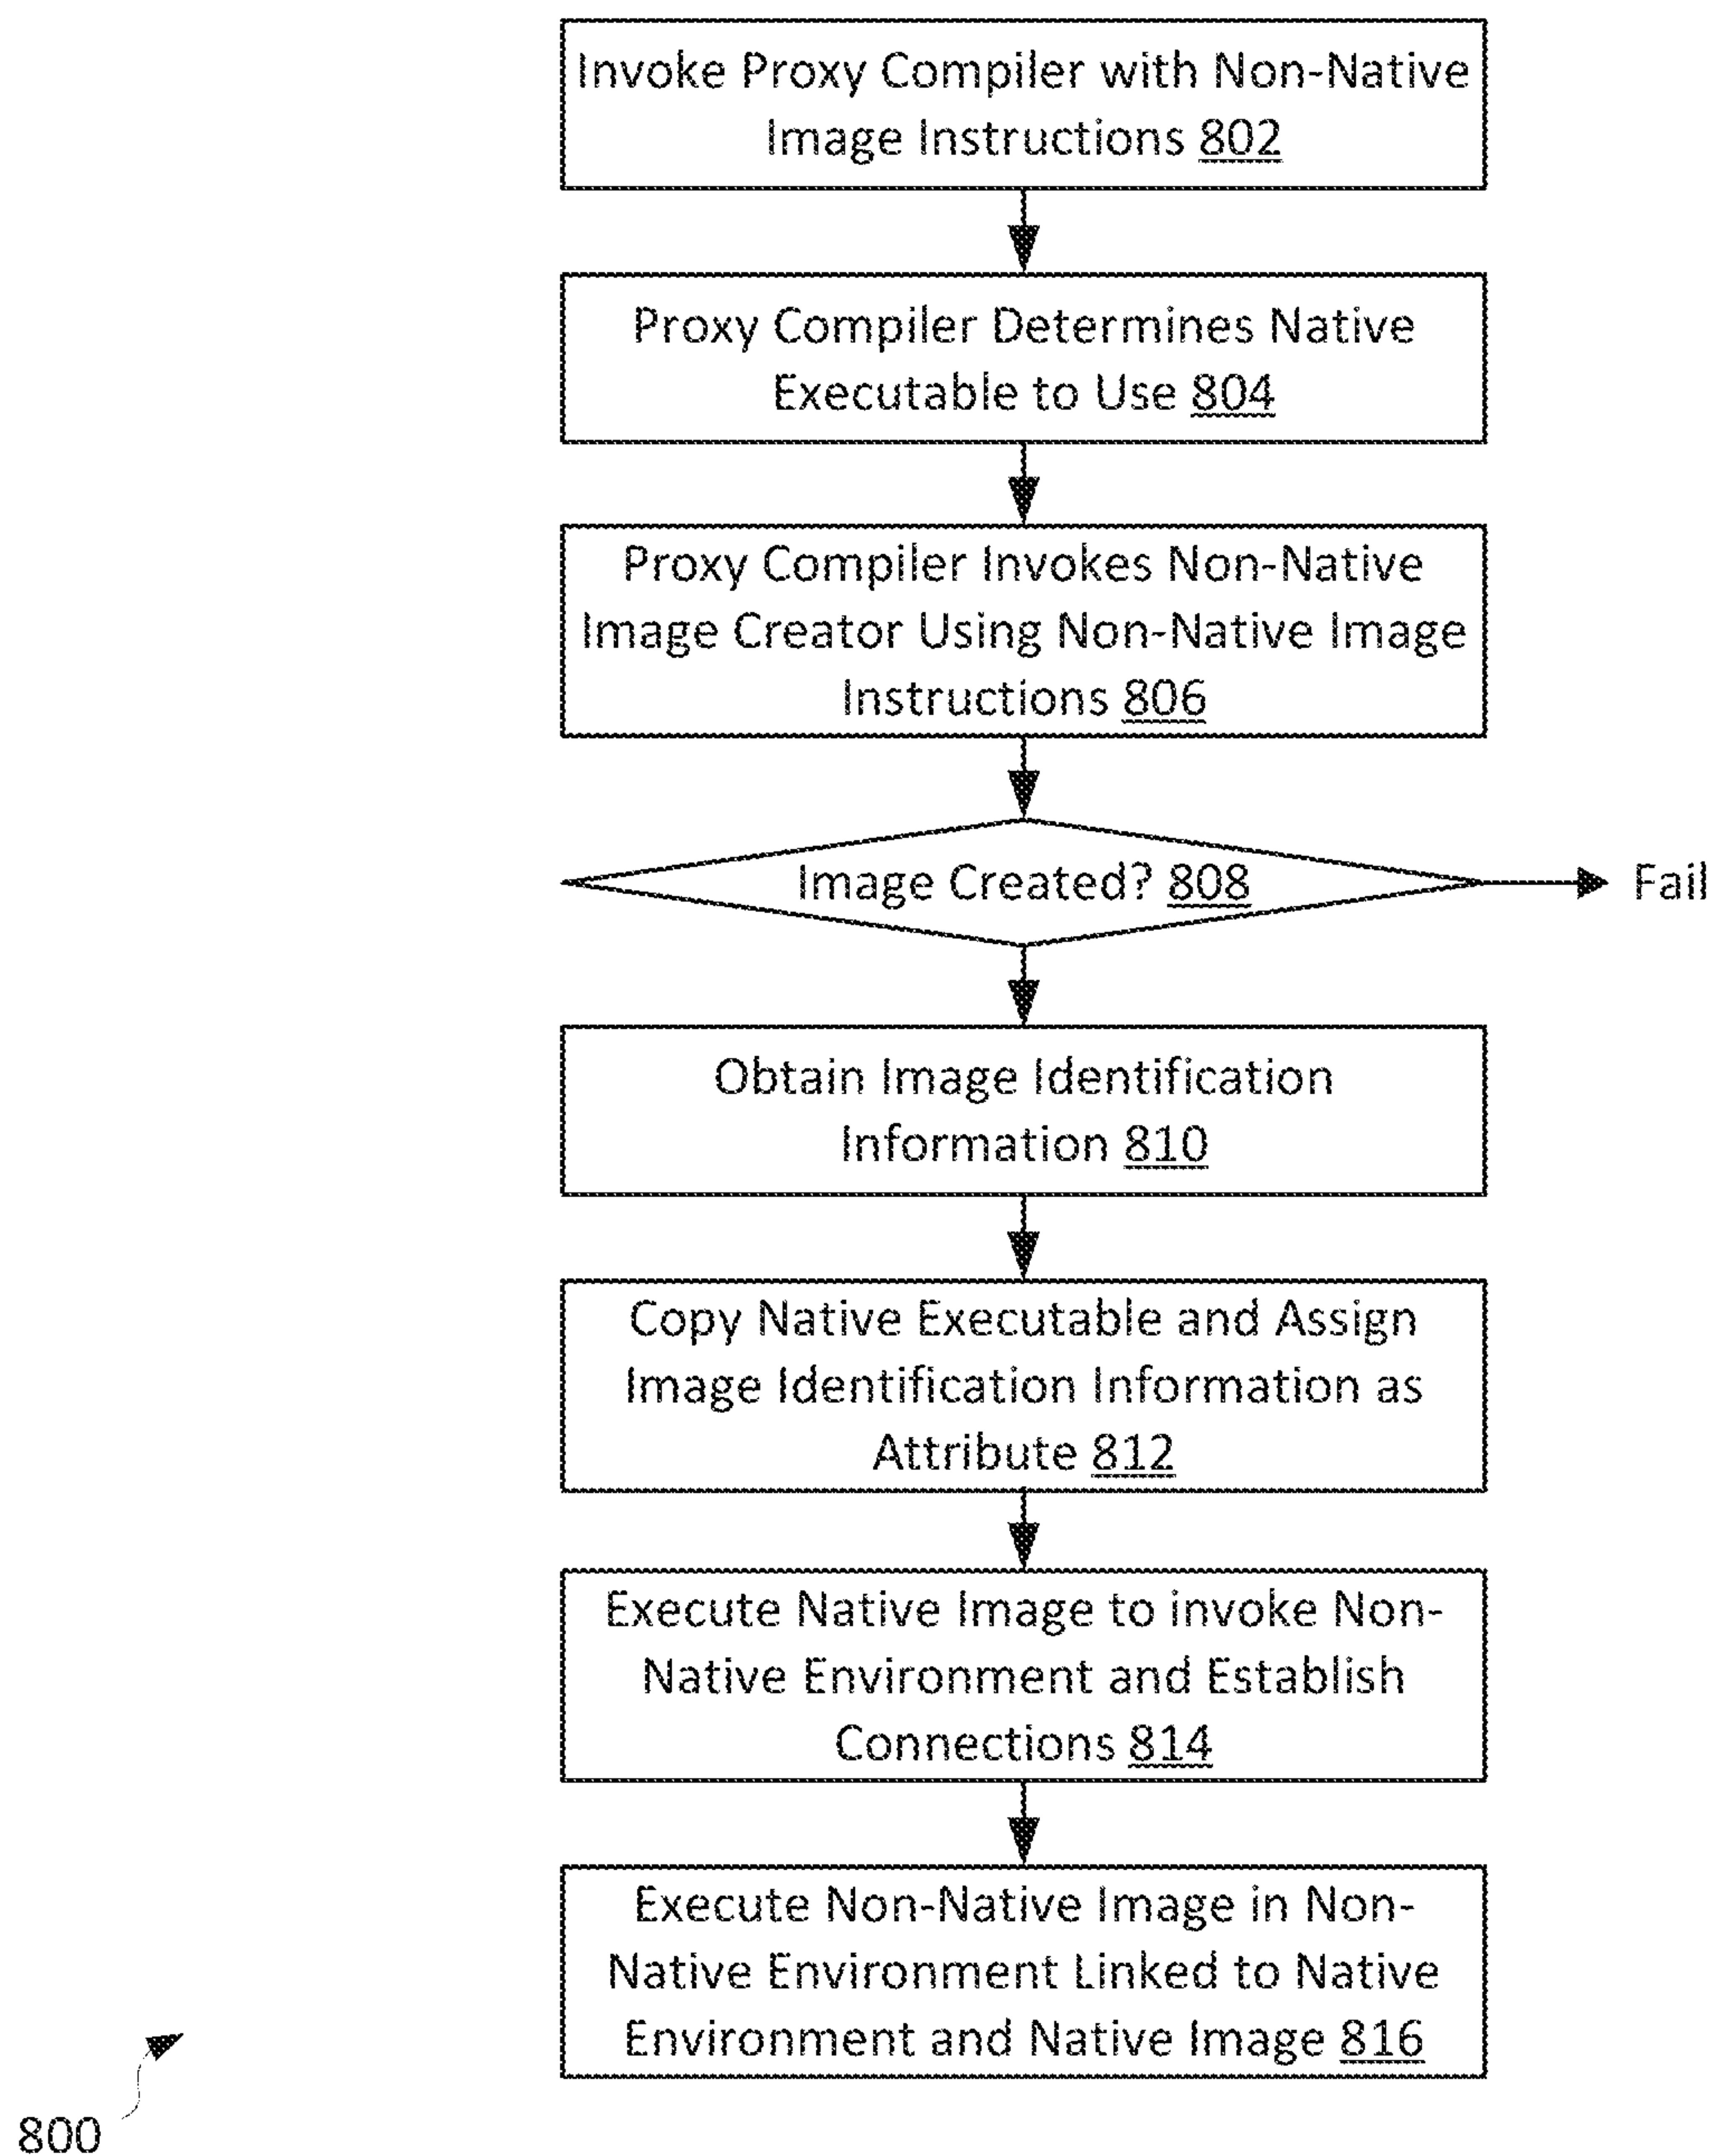 Invoke Proxy Compiler with Non-Native
Image Instructions 802
Proxy Compiler Determines Native
Executable to Use 804
Proxy Compiler Invokes Non-Native
Image Creator Using Non-Native Image
Instructions 806
Image Created? 808
Fail
Obtain Image Identification
Information 810
Copy Native Executable and Assign
Image Identification Information as
Attribute 812
Execute Native Image to invoke Non-
Native Environment and Establish
Connections 814
Execute Non-Native Image in Non-
Native Environment Linked to Native
Environment and Native Image 816
800